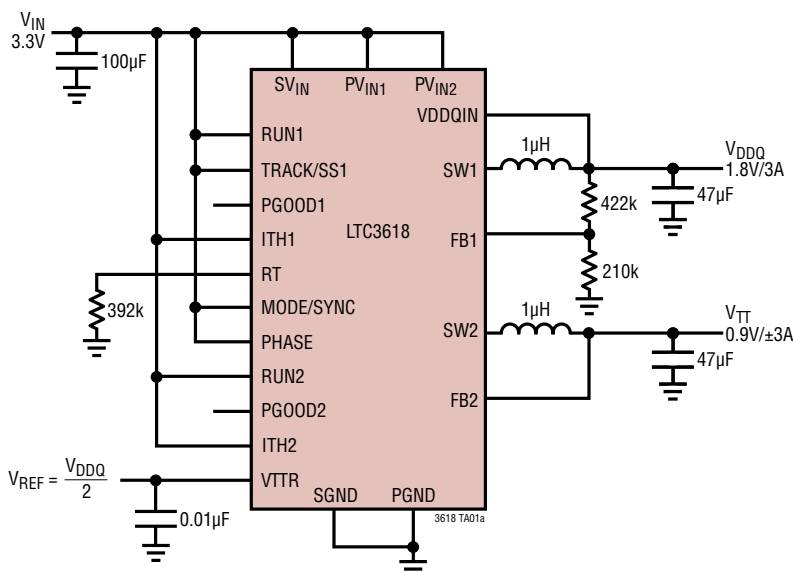 VIN
3.3V
100µF
SVIN PVIN1 PVIN2
VDDQIN
RUN1
1µH
VDDQ
1.8V/3A
TRACK/SS1
SW1
47µF
422k
PGOOD1
LTC3618
ITH1
FB1
RT
210k
392k
MODE/SYNC
1µH
VTT
0.9V/±3A
PHASE
SW2
47µF
RUN2
FB2
PGOOD2
ITH2
VREF = VDDQ
2
VTTR
SGND PGND
0.01µF
3618 TA01a